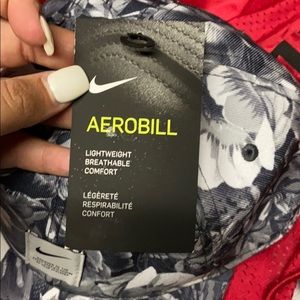 AEROBILL
LIGHTWEIGHT
BREATHABLE
COMFORT
LÉGÈRETÉ
RESPIRABILITÉ
CONFORT